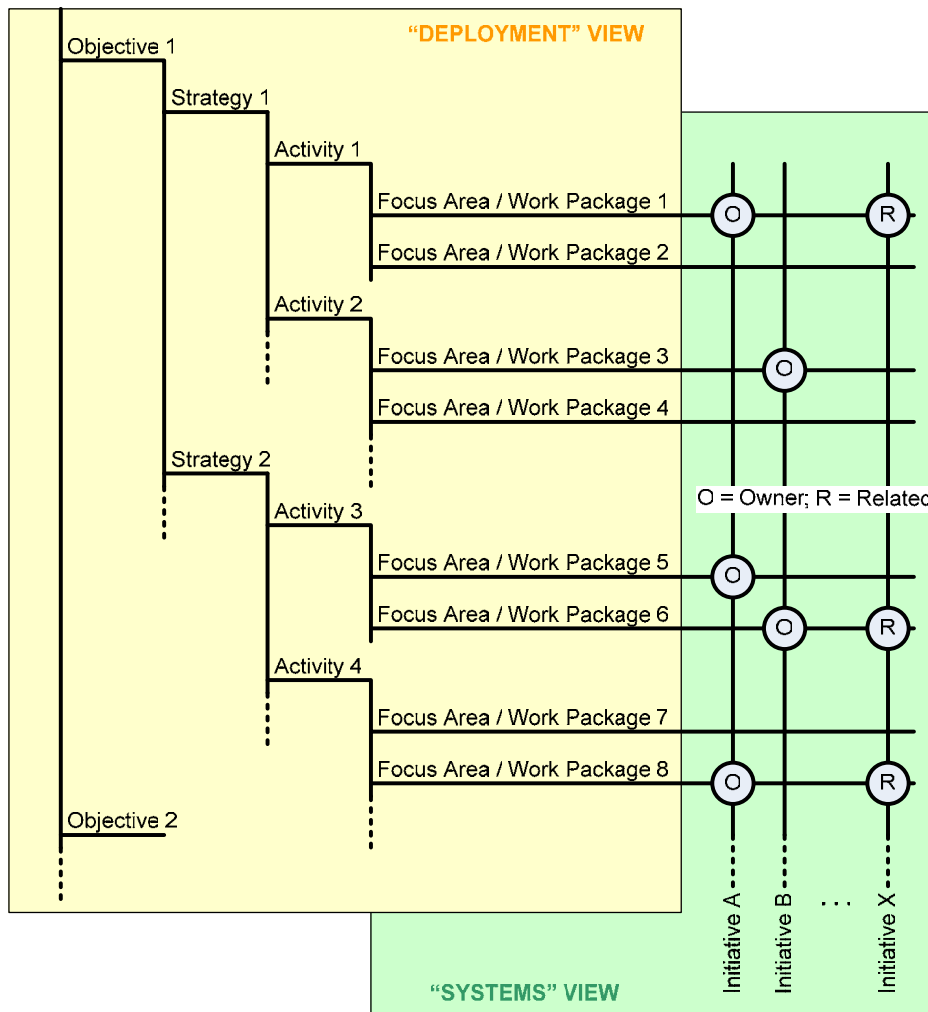 “DEPLOYMENT” VIEW
Objective 1
Strategy 1
Activity 1
Focus Area / Work Package 1
O
R
Focus Area / Work Package 2
Activity 2
Focus Area / Work Package 3
O
Focus Area / Work Package 4
Strategy 2
O = Owner; R = Related
Activity 3
Focus Area / Work Package 5
O
Focus Area / Work Package 6
O
R
Activity 4
Focus Area / Work Package 7
Focus Area / Work Package 8
O
R
Objective 2
Initiative A
Initiative B
. . .
Initiative X
“SYSTEMS” VIEW